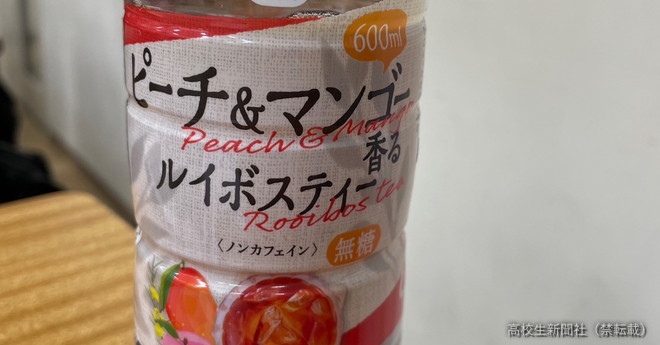 600ml
ピーチ&マンゴー
Peach & Mango
香る
ルイボスティー
Rooibos tea
〈ノンカフェイン〉
無糖
高校生新聞社（禁転載）